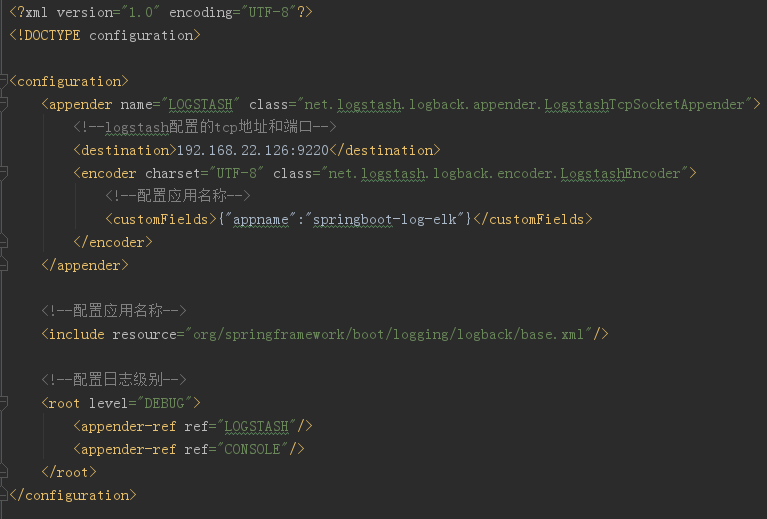 <?xml version="1.0" encoding="UTF-8"?>
<!DOCTYPE configuration>
<configuration>
<appender name="LOGSTASH" class="net.logstash.logback.appender.LogstashTcpSocketAppender">
<!--logstash配置的tcp地址和端口-->
<destination>192.168.22.126:9220</destination>
<encoder charset="UTF-8" class="net.logstash.logback.encoder.LogstashEncoder">
<!--配置应用名称-->
<customFields>{"appname":"springboot-log-elk"}</customFields>
</encoder>
</appender>
<!--配置应用名称-->
<include resource="org/springframework/boot/logging/logback/base.xml"/>
<!--配置日志级别-->
<root level="DEBUG">
<appender-ref ref="LOGSTASH"/>
<appender-ref ref="CONSOLE"/>
</root>
</configuration>